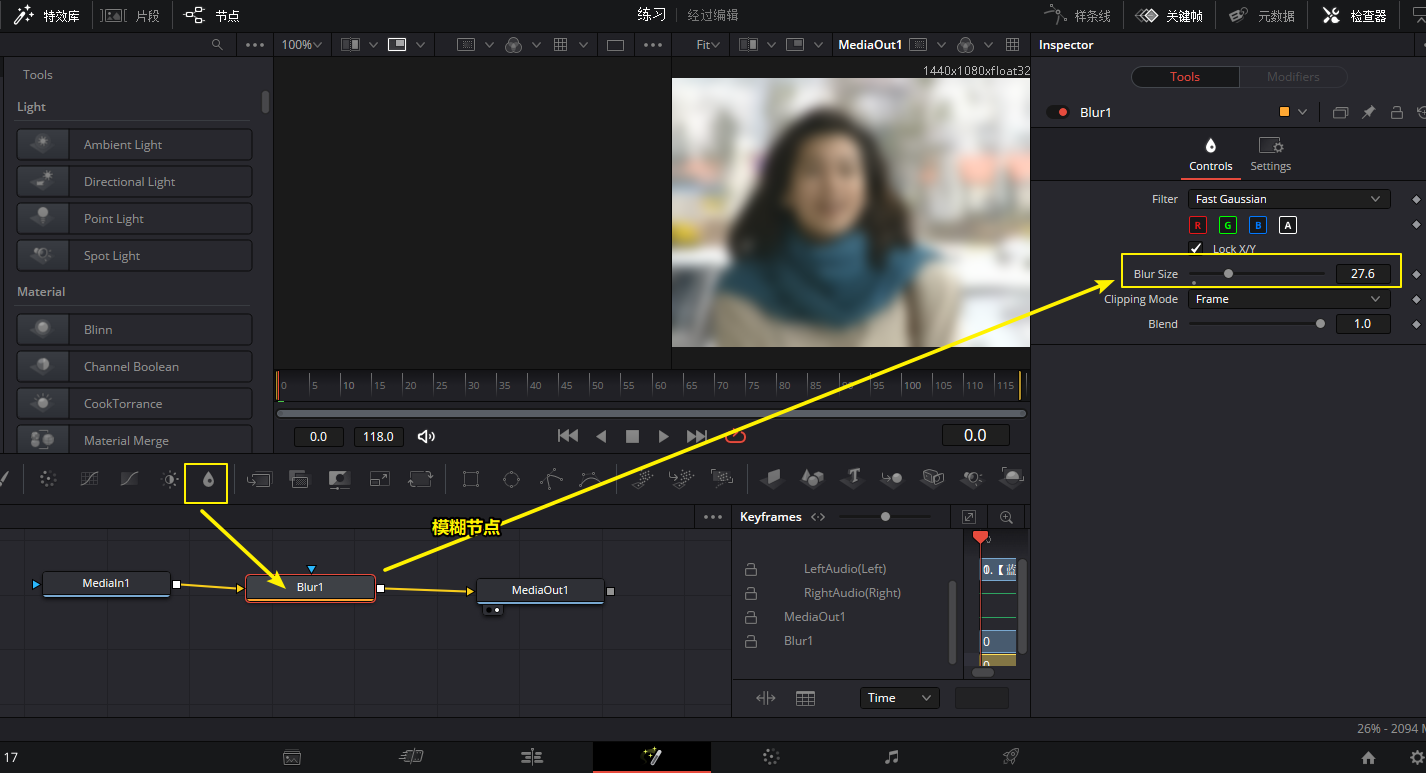 特效库
片段
节点
练习
经过编辑
样条线
关键帧
元数据
检查器
100%
Fit
MediaOut1
Inspector
1440x1080xfloat32
Tools
Light
Ambient Light
Directional Light
Point Light
Spot Light
Material
Blinn
Channel Boolean
CookTorrance
Material Merge
Tools
Modifiers
Blur1
Controls
Settings
Filter
Fast Gaussian
R
G
B
A
Lock X/Y
Blur Size
27.6
Clipping Mode
Frame
Blend
1.0
0 5 10 15 20 25 30 35 40 45 50 55 60 65 70 75 80 85 90 95 100 105 110 115
0.0
118.0
0.0
T
模糊节点
MediaIn1
Blur1
MediaOut1
Keyframes
LeftAudio(Left)
RightAudio(Right)
MediaOut1
Blur1
0
0
Time
26% - 2094 M
17